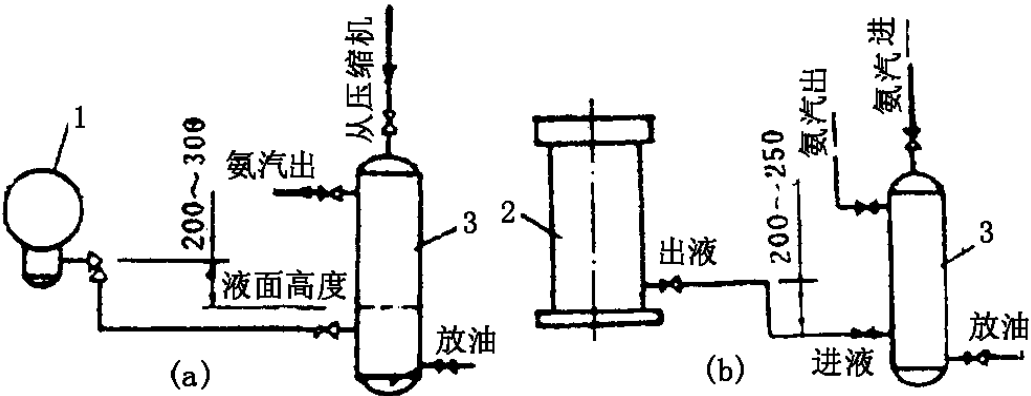 1
从压缩机
氨汽出
200~300
3
液面高度
放油
(a)
2
出液
200~250
氨汽出
氨汽进
3
进液
放油
(b)